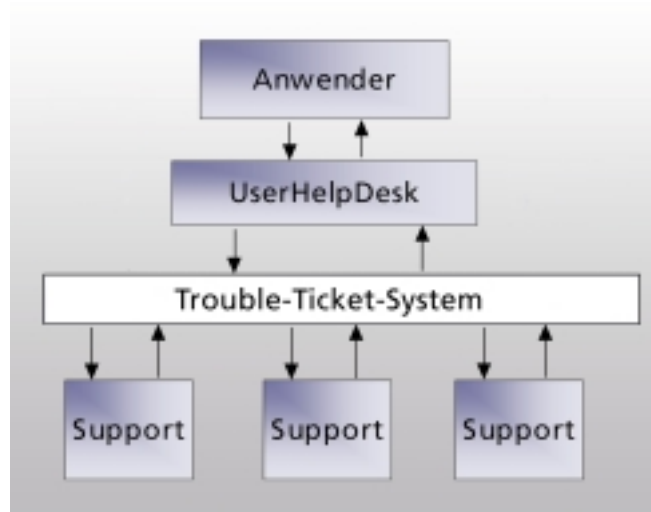 Anwender
UserHelpDesk
Trouble-Ticket-System
Support
Support
Support